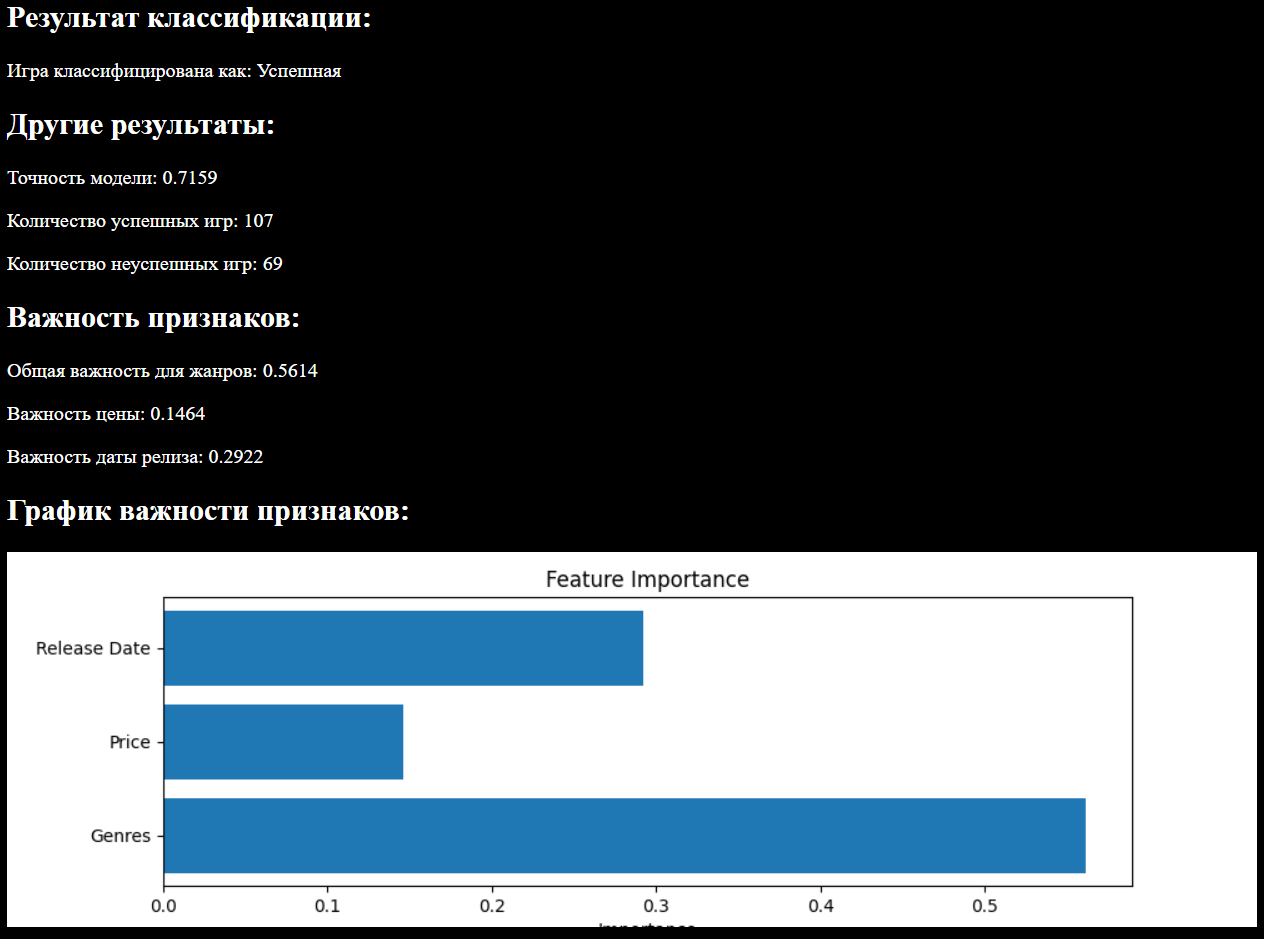 Результат классификации:
Игра классифицирована как: Успешная
Другие результаты:
Точность модели: 0.7159
Количество успешных игр: 107
Количество неуспешных игр: 69
Важность признаков:
Общая важность для жанров: 0.5614
Важность цены: 0.1464
Важность даты релиза: 0.2922
График важности признаков:
Feature Importance
Release Date
Price
Genres
0.0 0.1 0.2 0.3 0.4 0.5